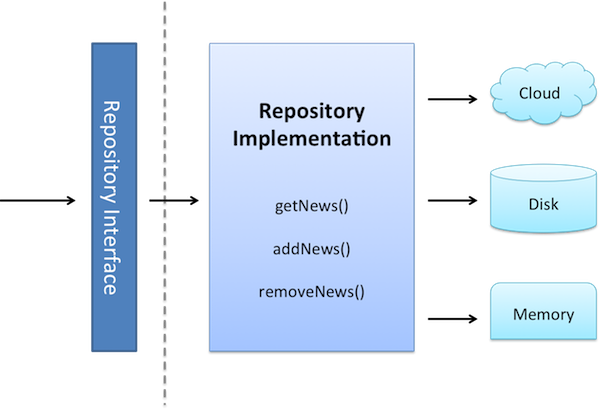 Repository Interface
Repository
Implementation
getNews()
addNews()
removeNews()
Cloud
Disk
Memory